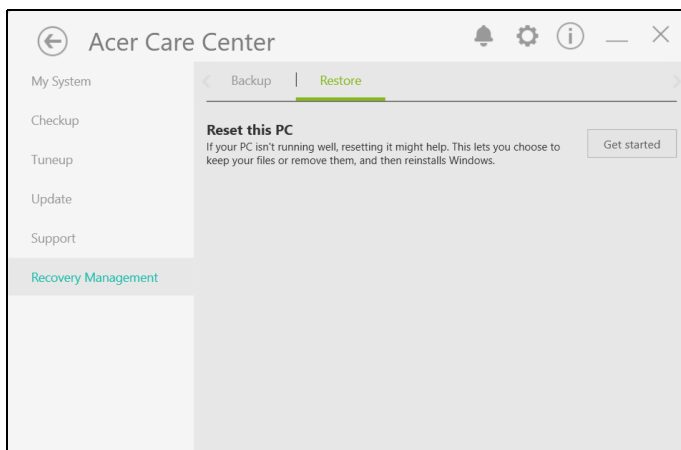 Acer Care Center
My System
Backup
Restore
Checkup
Reset this PC
If your PC isn't running well, resetting it might help. This lets you choose to
keep your files or remove them, and then reinstalls Windows.
Get started
Tuneup
Update
Support
Recovery Management